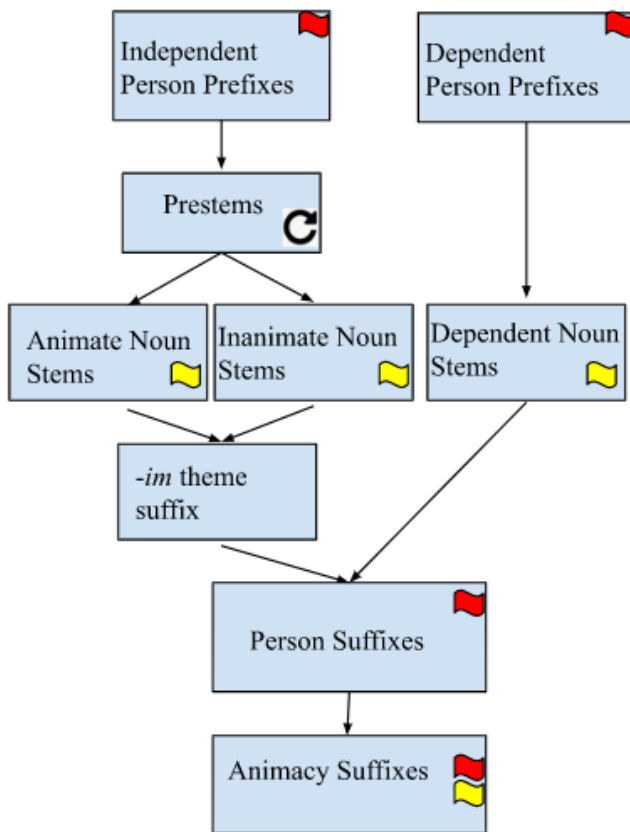 Independent
Person Prefixes
Dependent
Person Prefixes
Prestems
Animate Noun
Stems
Inanimate Noun
Stems
Dependent Noun
Stems
-im theme
suffix
Person Suffixes
Animacy Suffixes